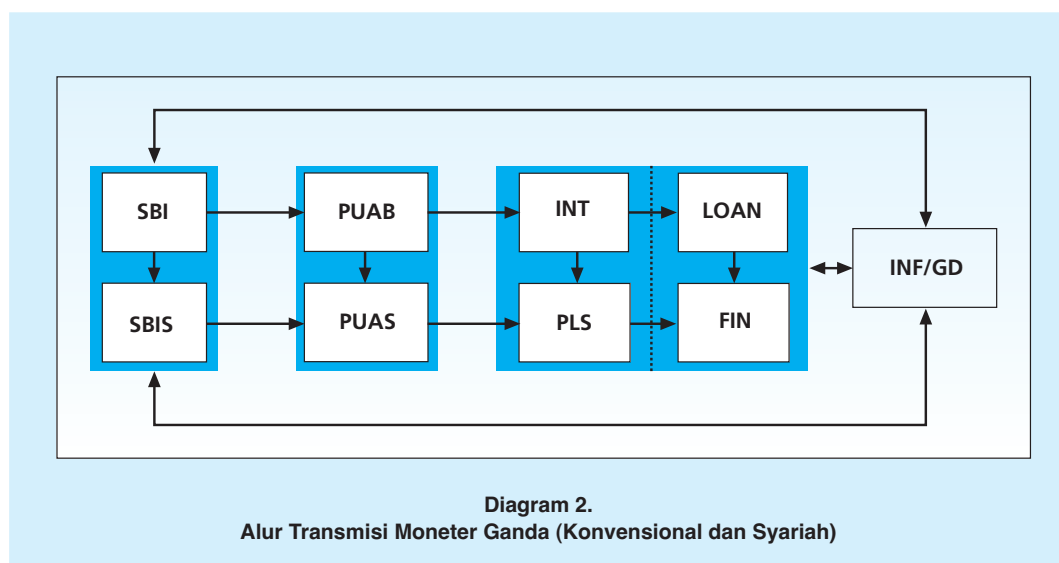 SBI
PUAB
INT
LOAN
INF/GD
SBIS
PUAS
PLS
FIN
Diagram 2.
Alur Transmisi Moneter Ganda (Konvensional dan Syariah)